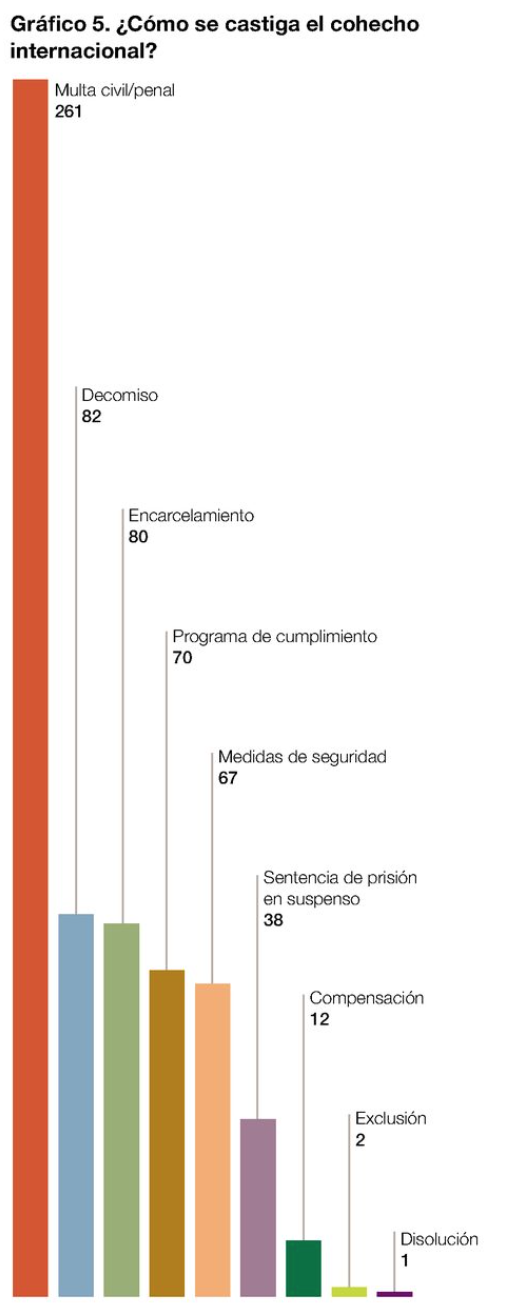 Gráfico 5. ¿Cómo se castiga el cohecho
internacional?
Multa civil/penal
261
Decomiso
82
Encarcelamiento
80
Programa de cumplimiento
70
Medidas de seguridad
67
Sentencia de prisión
en suspenso
38
Compensación
12
Exclusión
2
Disolución
1